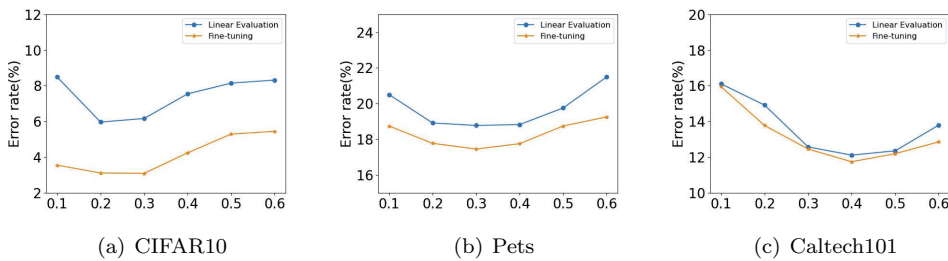 12
10
8
6
4
2
Error rate(%)
Linear Evaluation
Fine-tuning
0.1 0.2 0.3 0.4 0.5 0.6
(a) CIFAR10
24
22
20
18
16
Error rate(%)
Linear Evaluation
Fine-tuning
0.1 0.2 0.3 0.4 0.5 0.6
(b) Pets
20
18
16
14
12
10
Error rate(%)
Linear Evaluation
Fine-tuning
0.1 0.2 0.3 0.4 0.5 0.6
(c) Caltech101